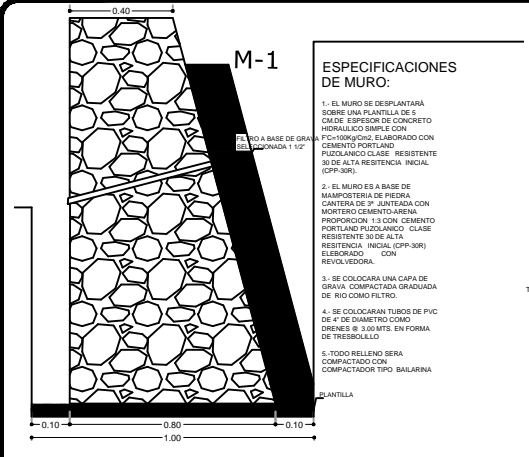 0.40
M-1
FILTRO A BASE DE GRAVA
SELECCIONADA 1 1/2"
ESPECIFICACIONES
DE MURO:
1.- EL MURO SE DESPLANTARÁ
SOBRE UNA PLANTILLA DE 5
CM.DE ESPESOR DE CONCRETO
HIDRAULICO SIMPLE CON
F'C=100Kg/Cm2, ELABORADO CON
CEMENTO PORTLAND
PUZOLANICO CLASE RESISTENTE
30 DE ALTA RESITENCIA INICIAL
(CPP-30R).
2.- EL MURO ES A BASE DE
MAMPOSTERIA DE PIEDRA
CANTERA DE 3ª JUNTEADA CON
MORTERO CEMENTO-ARENA
PROPORCION 1:3 CON CEMENTO
PORTLAND PUZOLANICO CLASE
RESISTENTE 30 DE ALTA
RESITENCIA INICIAL (CPP-30R)
ELEBORADO CON
REVOLVEDORA.
3.- SE COLOCARA UNA CAPA DE
GRAVA COMPACTADA GRADUADA
DE RIO COMO FILTRO.
4.- SE COLOCARAN TUBOS DE PVC
DE 4" DE DIAMETRO COMO
DRENES @ 3.00 MTS. EN FORMA
DE TRESBOLILLO
5.-TODO RELLENO SERA
COMPACTADO CON
COMPACTADOR TIPO BAILARINA
PLANTILLA
0.10 0.80 0.10
1.00
T